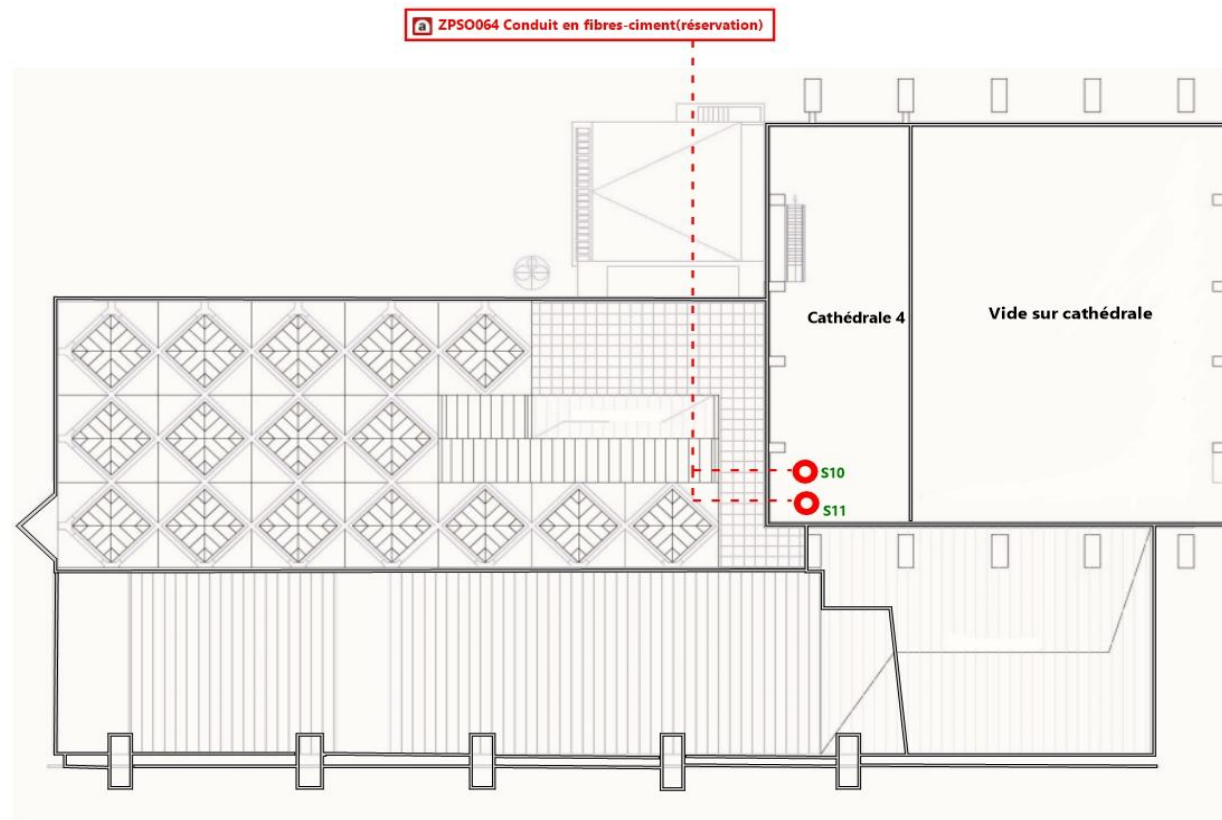 a ZPSO064 Conduit en fibres-ciment(réservation)
Cathédrale 4
Vide sur cathédrale
S10
S11